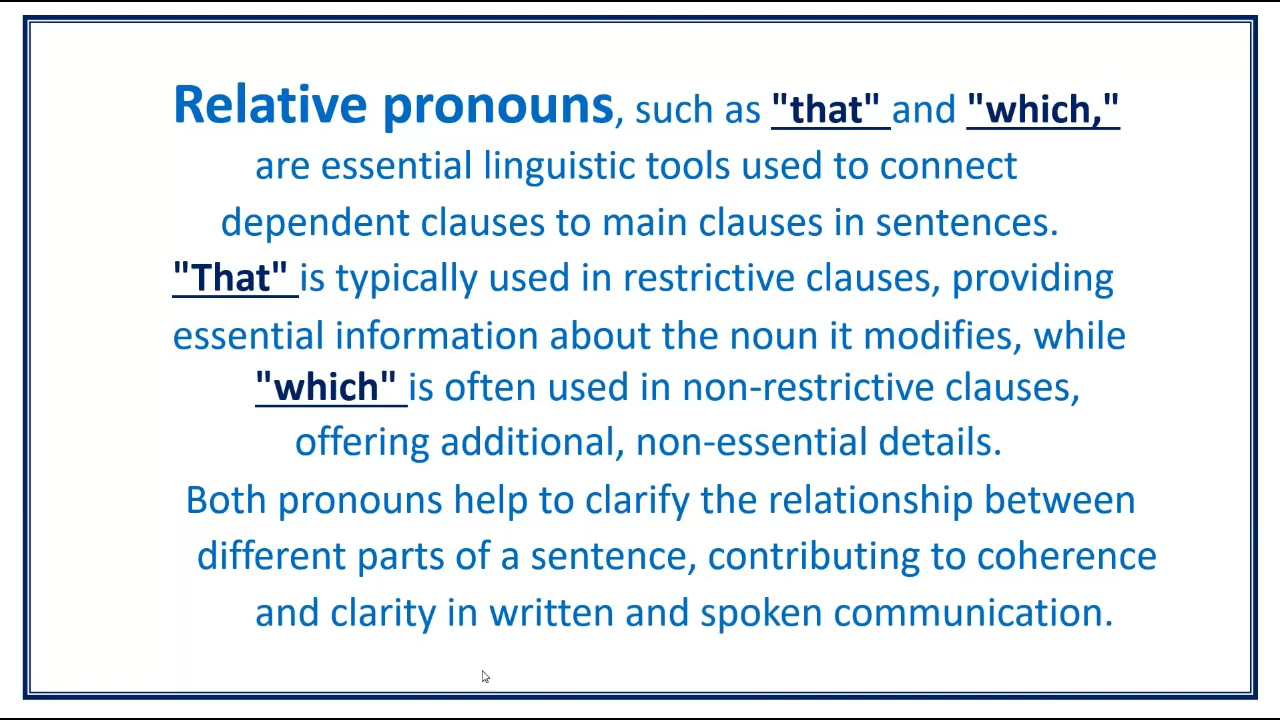 Relative pronouns, such as "that" and "which,"
are essential linguistic tools used to connect
dependent clauses to main clauses in sentences.
"That" is typically used in restrictive clauses, providing
essential information about the noun it modifies, while
"which" is often used in non-restrictive clauses,
offering additional, non-essential details.
Both pronouns help to clarify the relationship between
different parts of a sentence, contributing to coherence
and clarity in written and spoken communication.